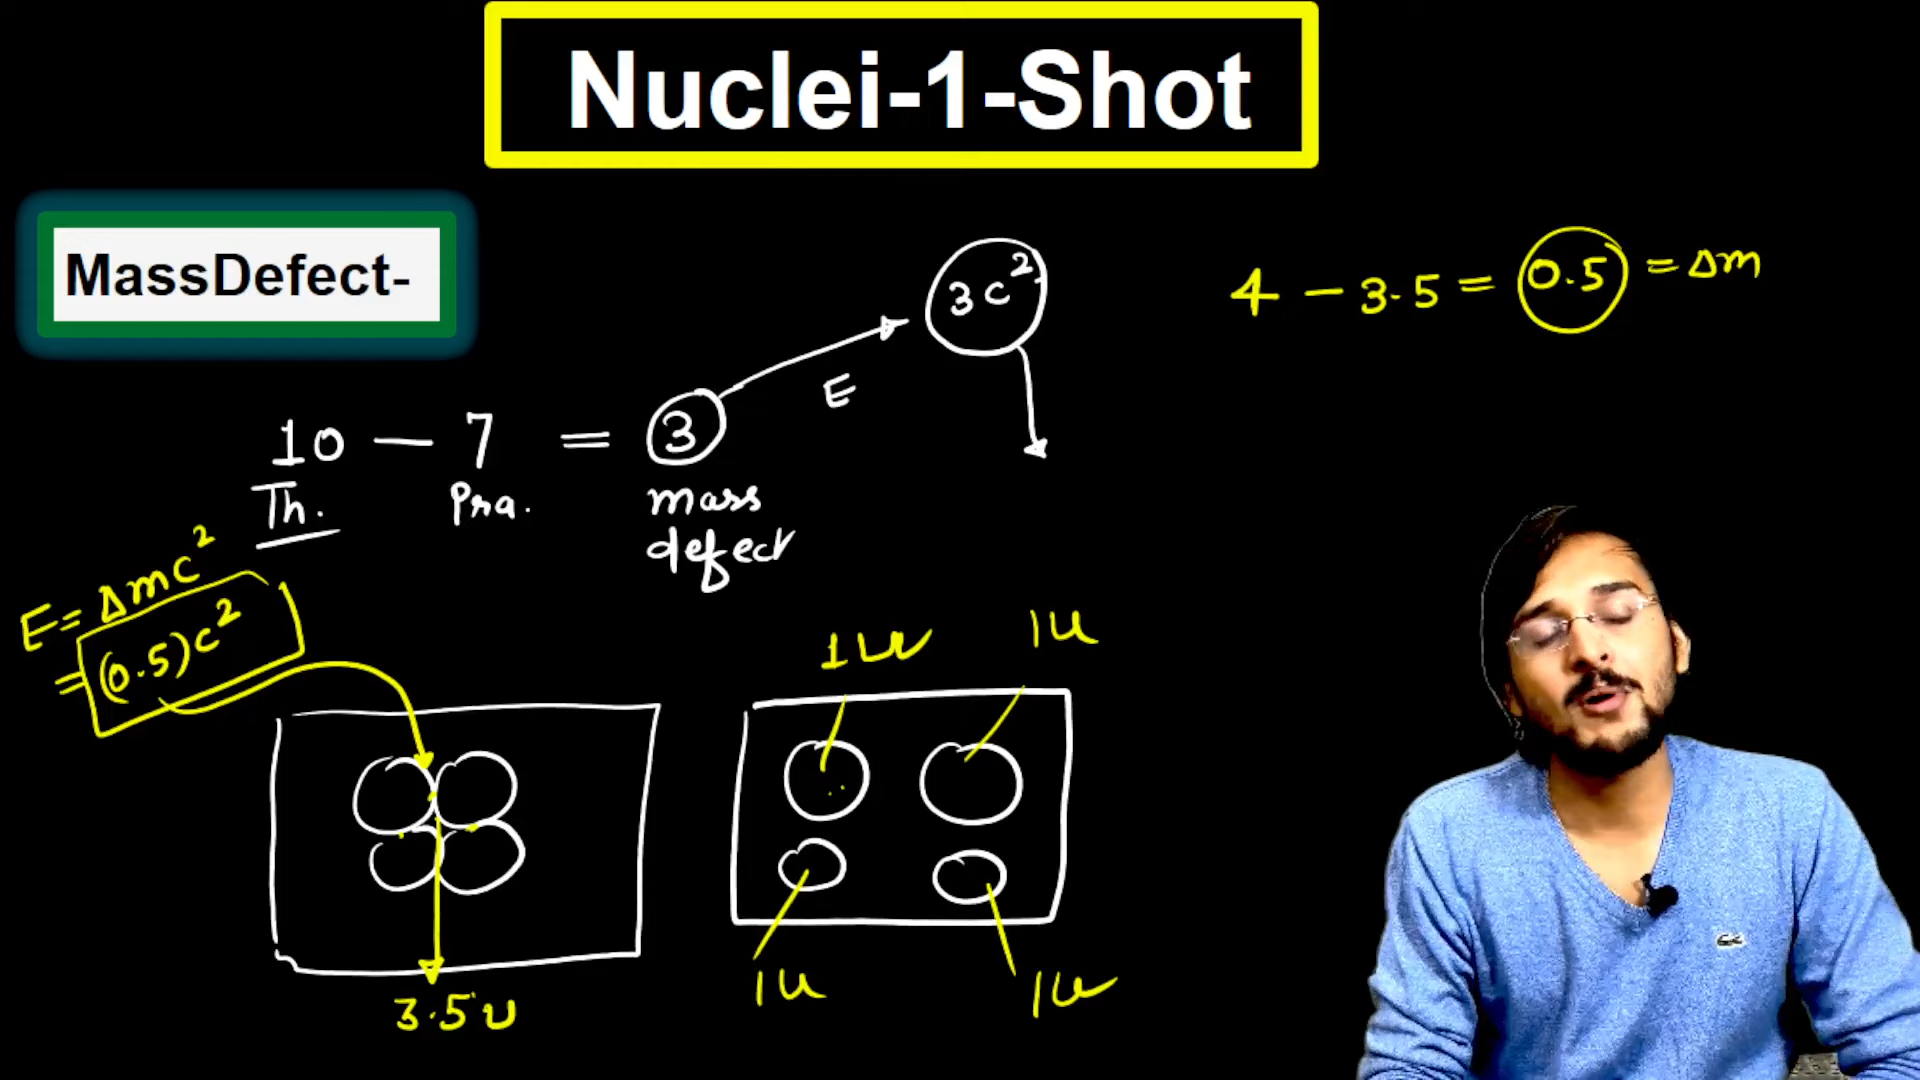 Nuclei-1-Shot
MassDefect-
3c²
4 - 3.5 = 0.5 = Δm
E
10 — 7 = 3
Th. Pra. mass
defect
E = Δmc²
= (0.5)c²
1u 1u
1u 1u
3.5u